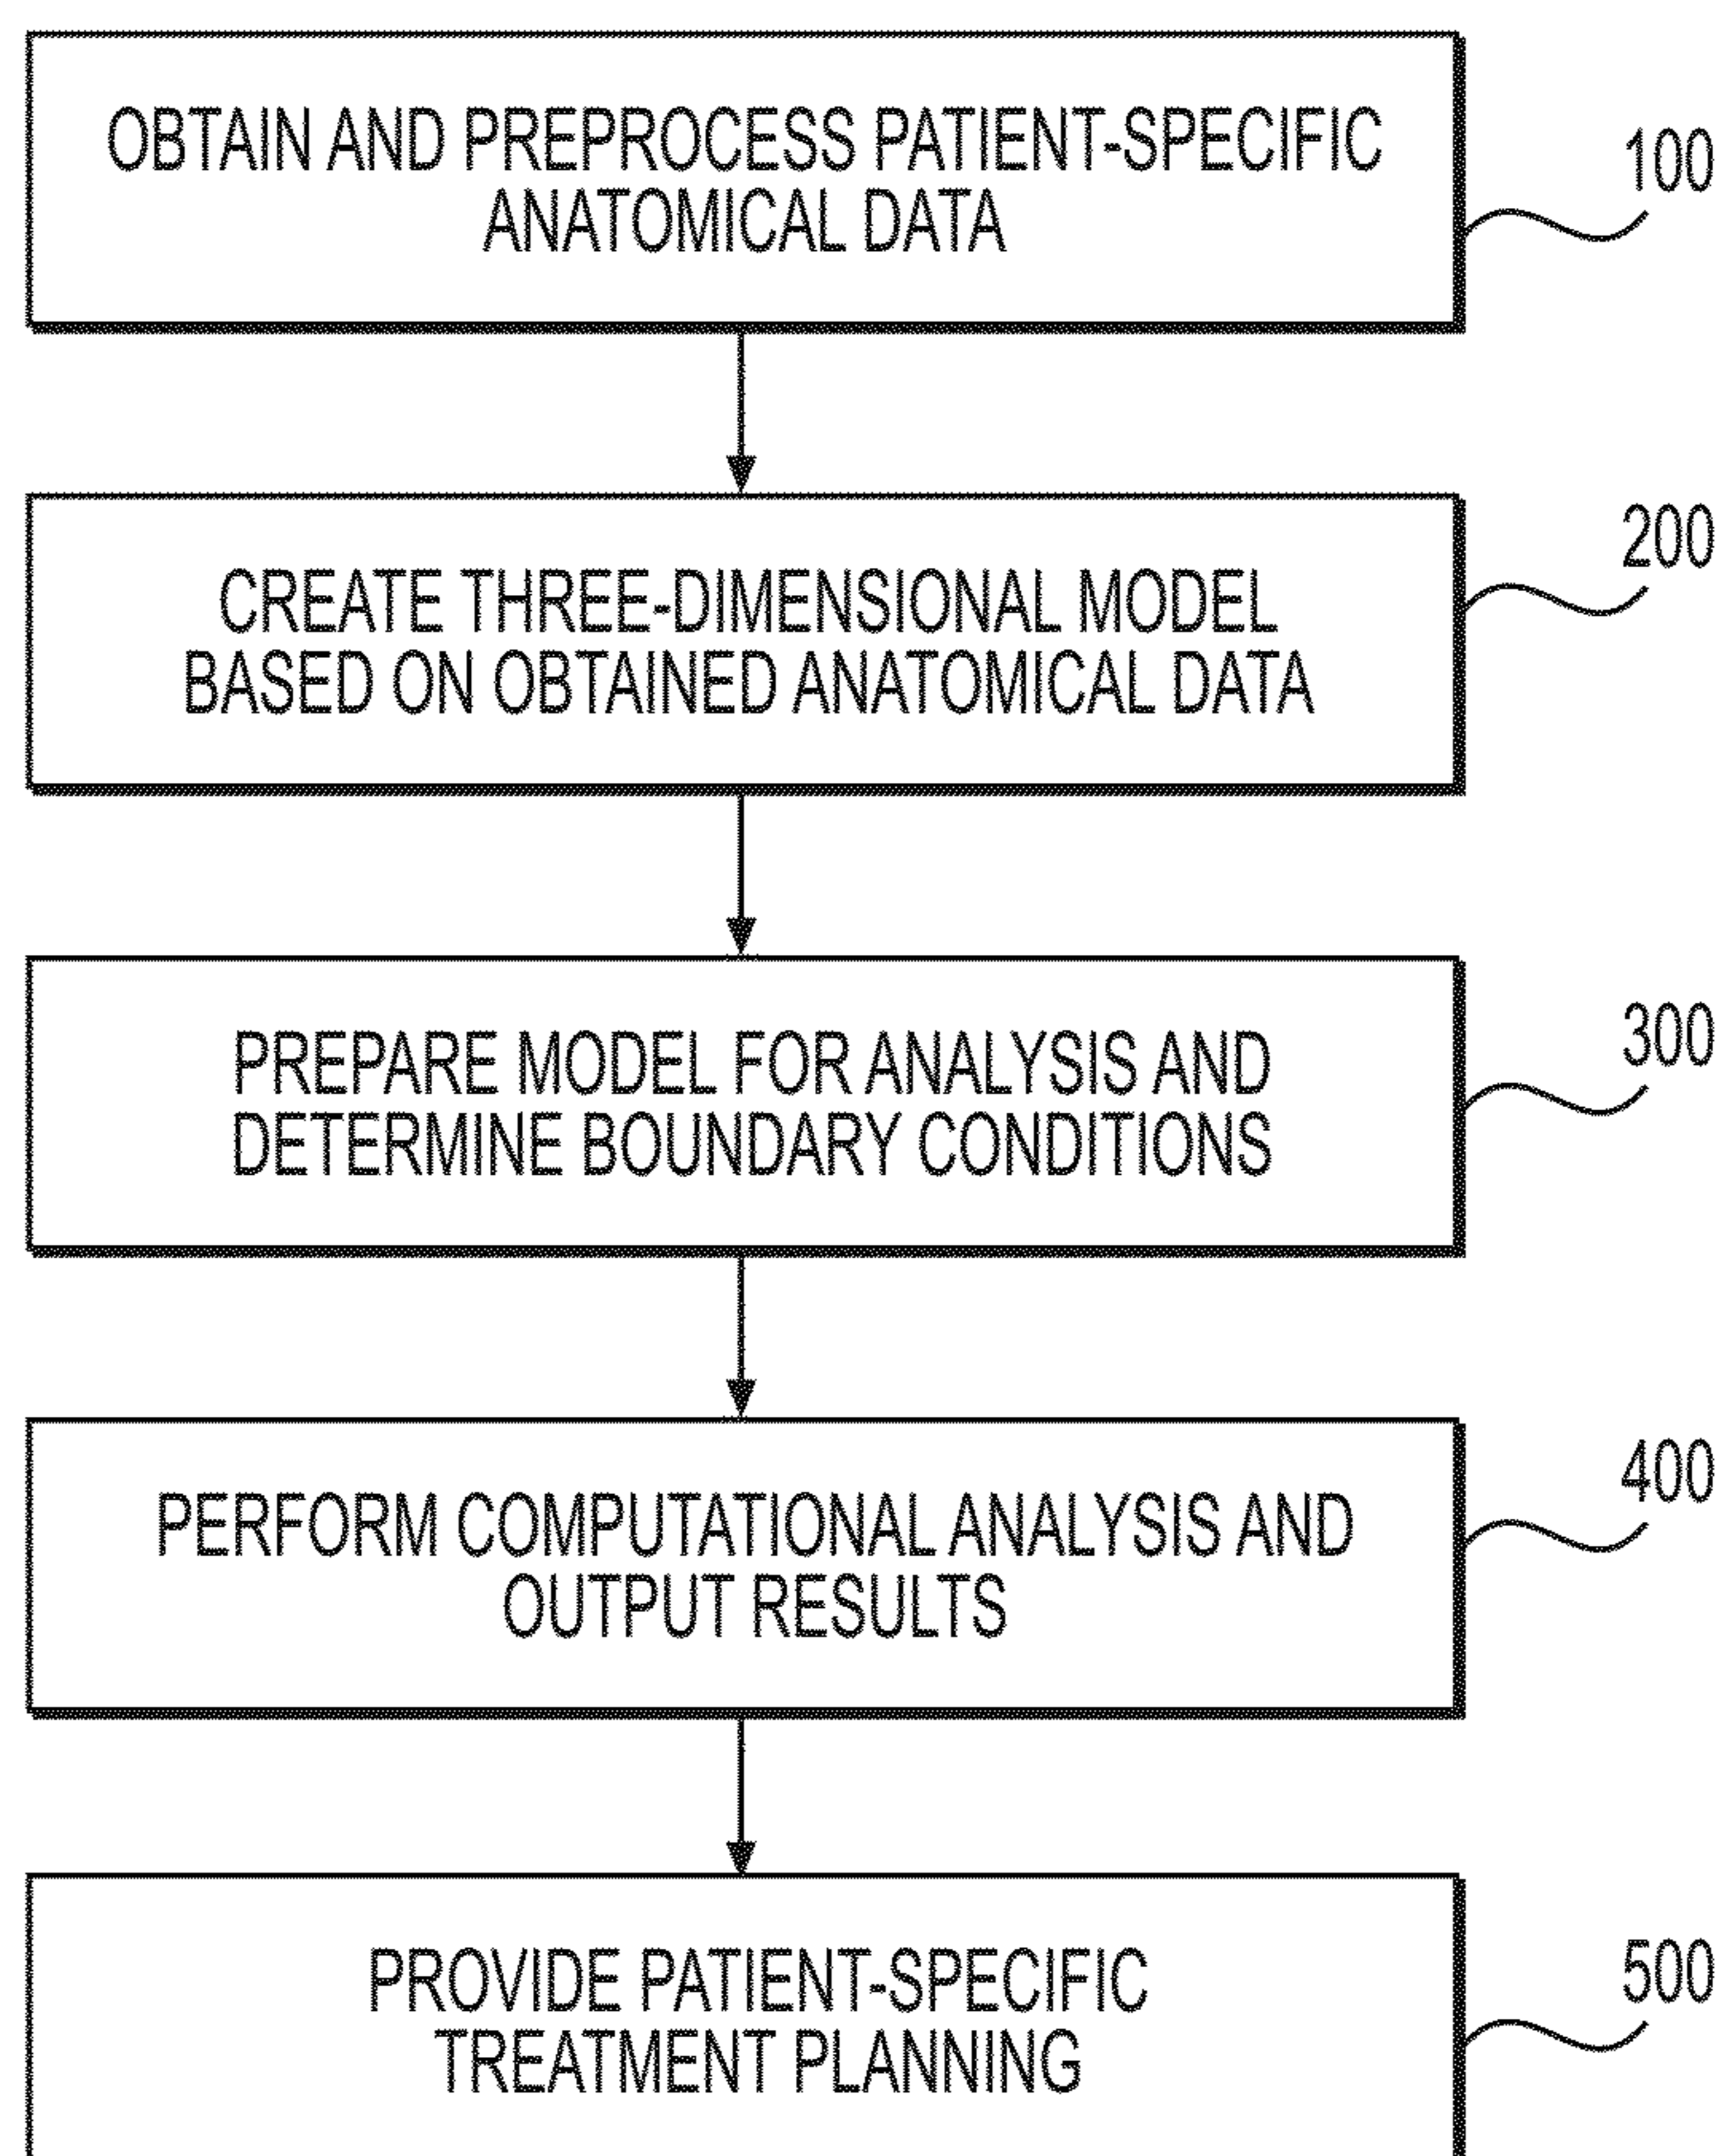 OBTAIN AND PREPROCESS PATIENT-SPECIFIC
ANATOMICAL DATA
100
CREATE THREE-DIMENSIONAL MODEL
BASED ON OBTAINED ANATOMICAL DATA
200
PREPARE MODEL FOR ANALYSIS AND
DETERMINE BOUNDARY CONDITIONS
300
PERFORM COMPUTATIONAL ANALYSIS AND
OUTPUT RESULTS
400
PROVIDE PATIENT-SPECIFIC
TREATMENT PLANNING
500